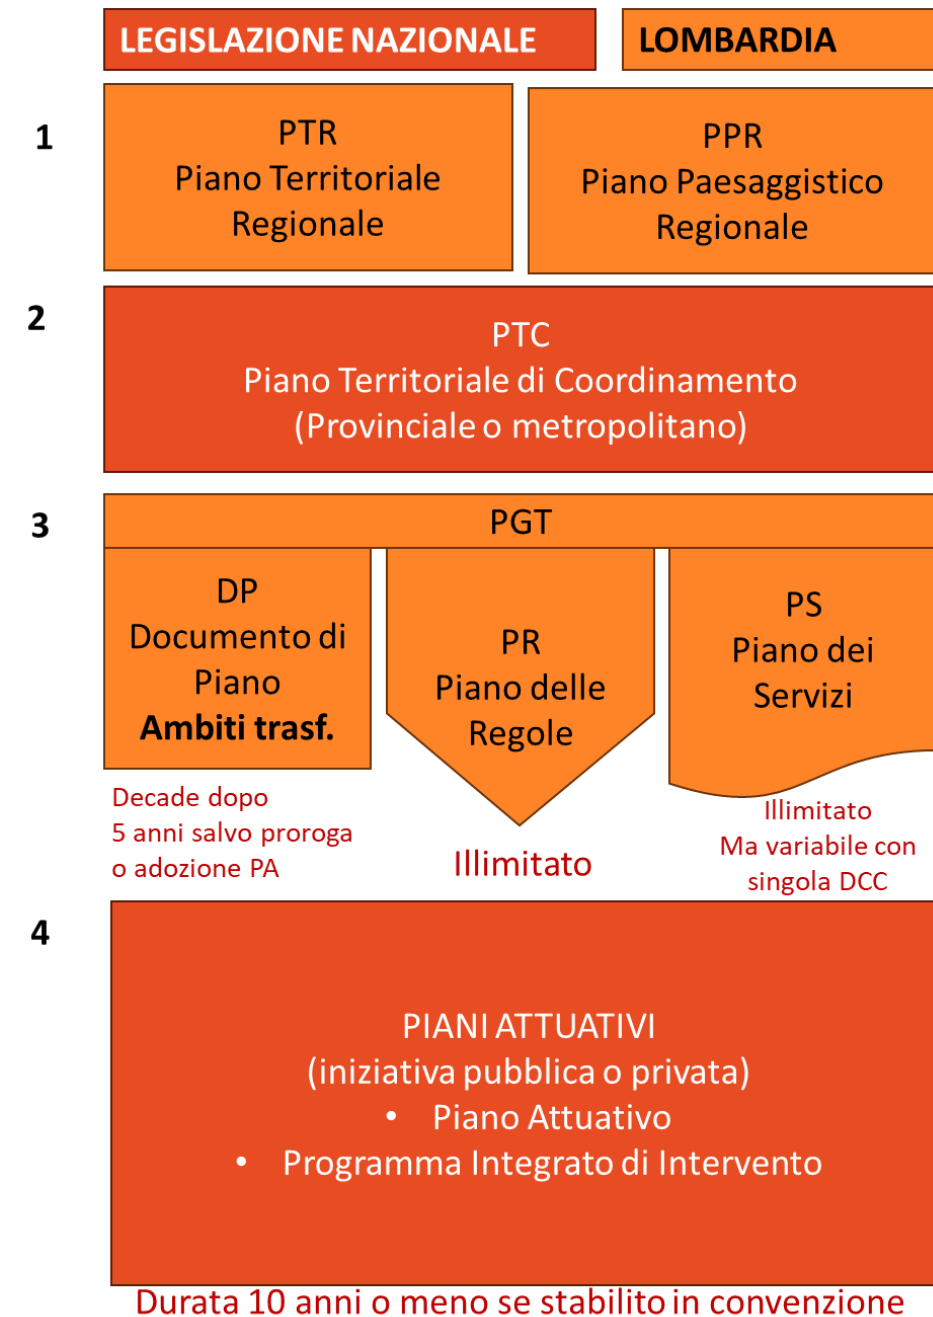 LEGISLAZIONE NAZIONALE
LOMBARDIA
1
PTR
Piano Territoriale
Regionale
PPR
Piano Paesaggistico
Regionale
2
PTC
Piano Territoriale di Coordinamento
(Provinciale o metropolitano)
3
PGT
DP
Documento di
Piano
Ambiti trasf.
PR
Piano delle
Regole
PS
Piano dei
Servizi
Decade dopo
5 anni salvo proroga
o adozione PA
Illimitato
Illimitato
Ma variabile con
singola DCC
4
PIANI ATTUATIVI
(iniziativa pubblica o privata)
• Piano Attuativo
• Programma Integrato di Intervento
Durata 10 anni o meno se stabilito in convenzione